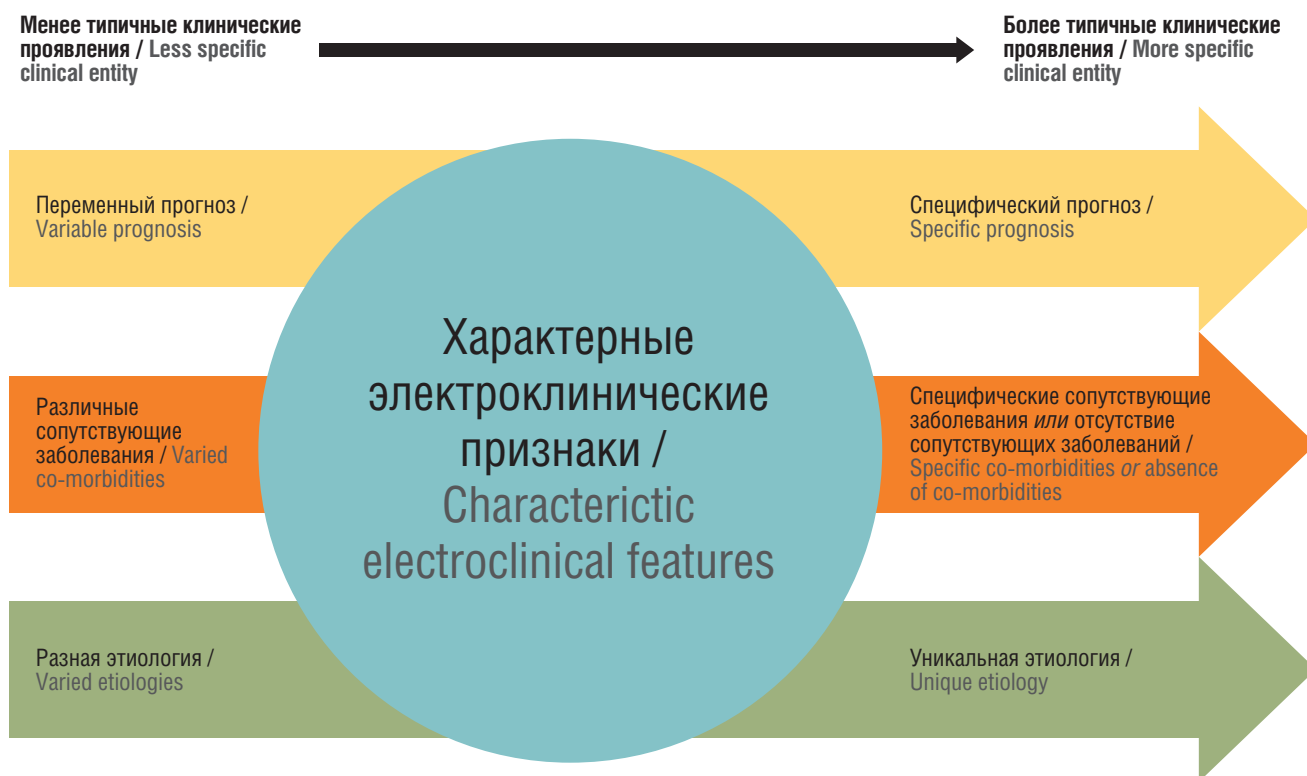 Менее типичные клинические
проявления / Less specific
clinical entity
Более типичные клинические
проявления / More specific
clinical entity
Переменный прогноз /
Variable prognosis
Специфический прогноз /
Specific prognosis
Характерные
электроклинические
признаки /
Characterictic
electroclinical features
Различные
сопутствующие
заболевания / Varied
co-morbidities
Специфические сопутствующие
заболевания или отсутствие
сопутствующих заболеваний /
Specific co-morbidities or absence
of co-morbidities
Разная этиология /
Varied etiologies
Уникальная этиология /
Unique etiology